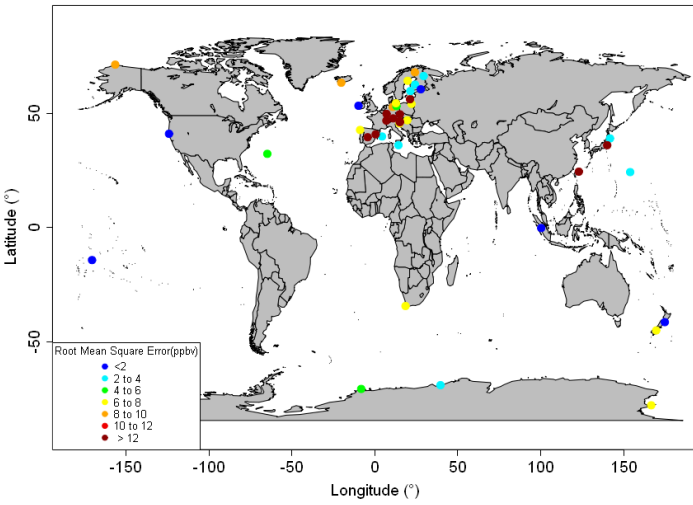 50
0
-50
Latitude (°)
Root Mean Square Error(ppbv)
<2
2 to 4
4 to 6
6 to 8
8 to 10
10 to 12
> 12
-150 -100 -50 0 50 100 150
Longitude (°)